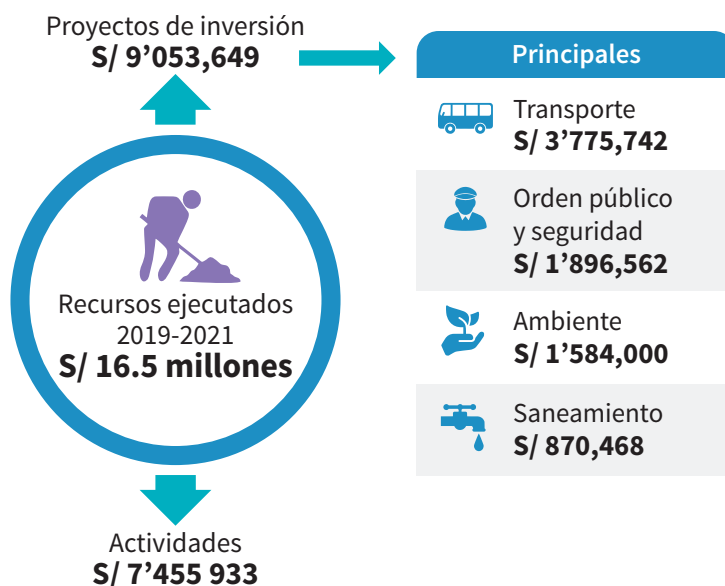 Proyectos de inversión
S/ 9’053,649
Recursos ejecutados
2019-2021
S/ 16.5 millones
Actividades
S/ 7’455 933
Principales
Transporte
S/ 3’775,742
Orden público
y seguridad
S/ 1’896,562
Ambiente
S/ 1’584,000
Saneamiento
S/ 870,468